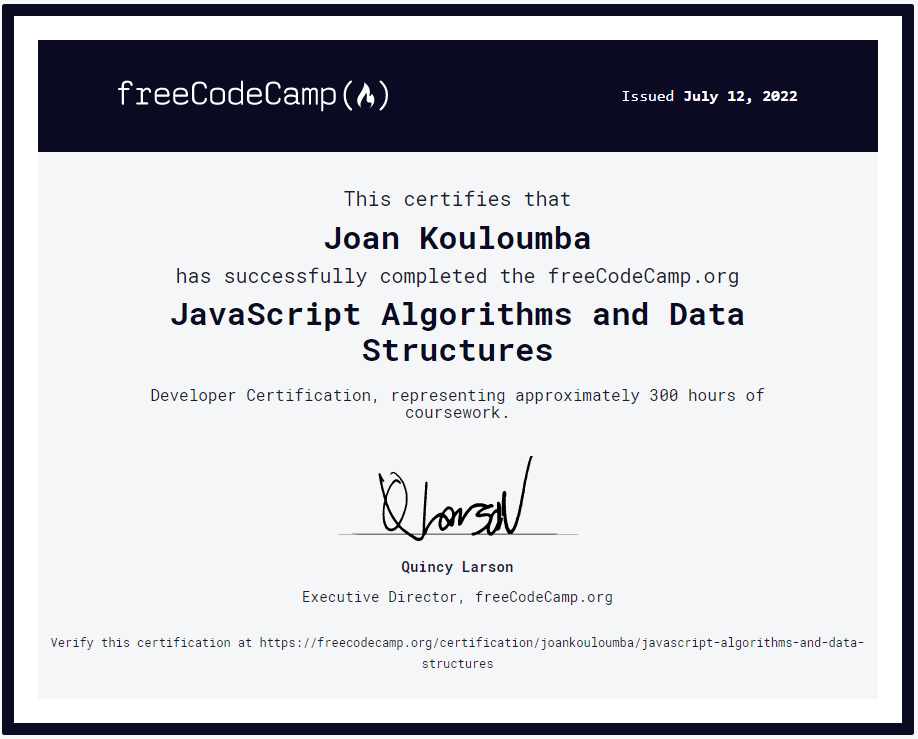 freeCodeCamp(🔥)
Issued July 12, 2022
This certifies that
Joan Kouloumba
has successfully completed the freeCodeCamp.org
JavaScript Algorithms and Data
Structures
Developer Certification, representing approximately 300 hours of
coursework.
Q Larson
Quincy Larson
Executive Director, freeCodeCamp.org
Verify this certification at https://freecodecamp.org/certification/joankouloumba/javascript-algorithms-and-data-
structures